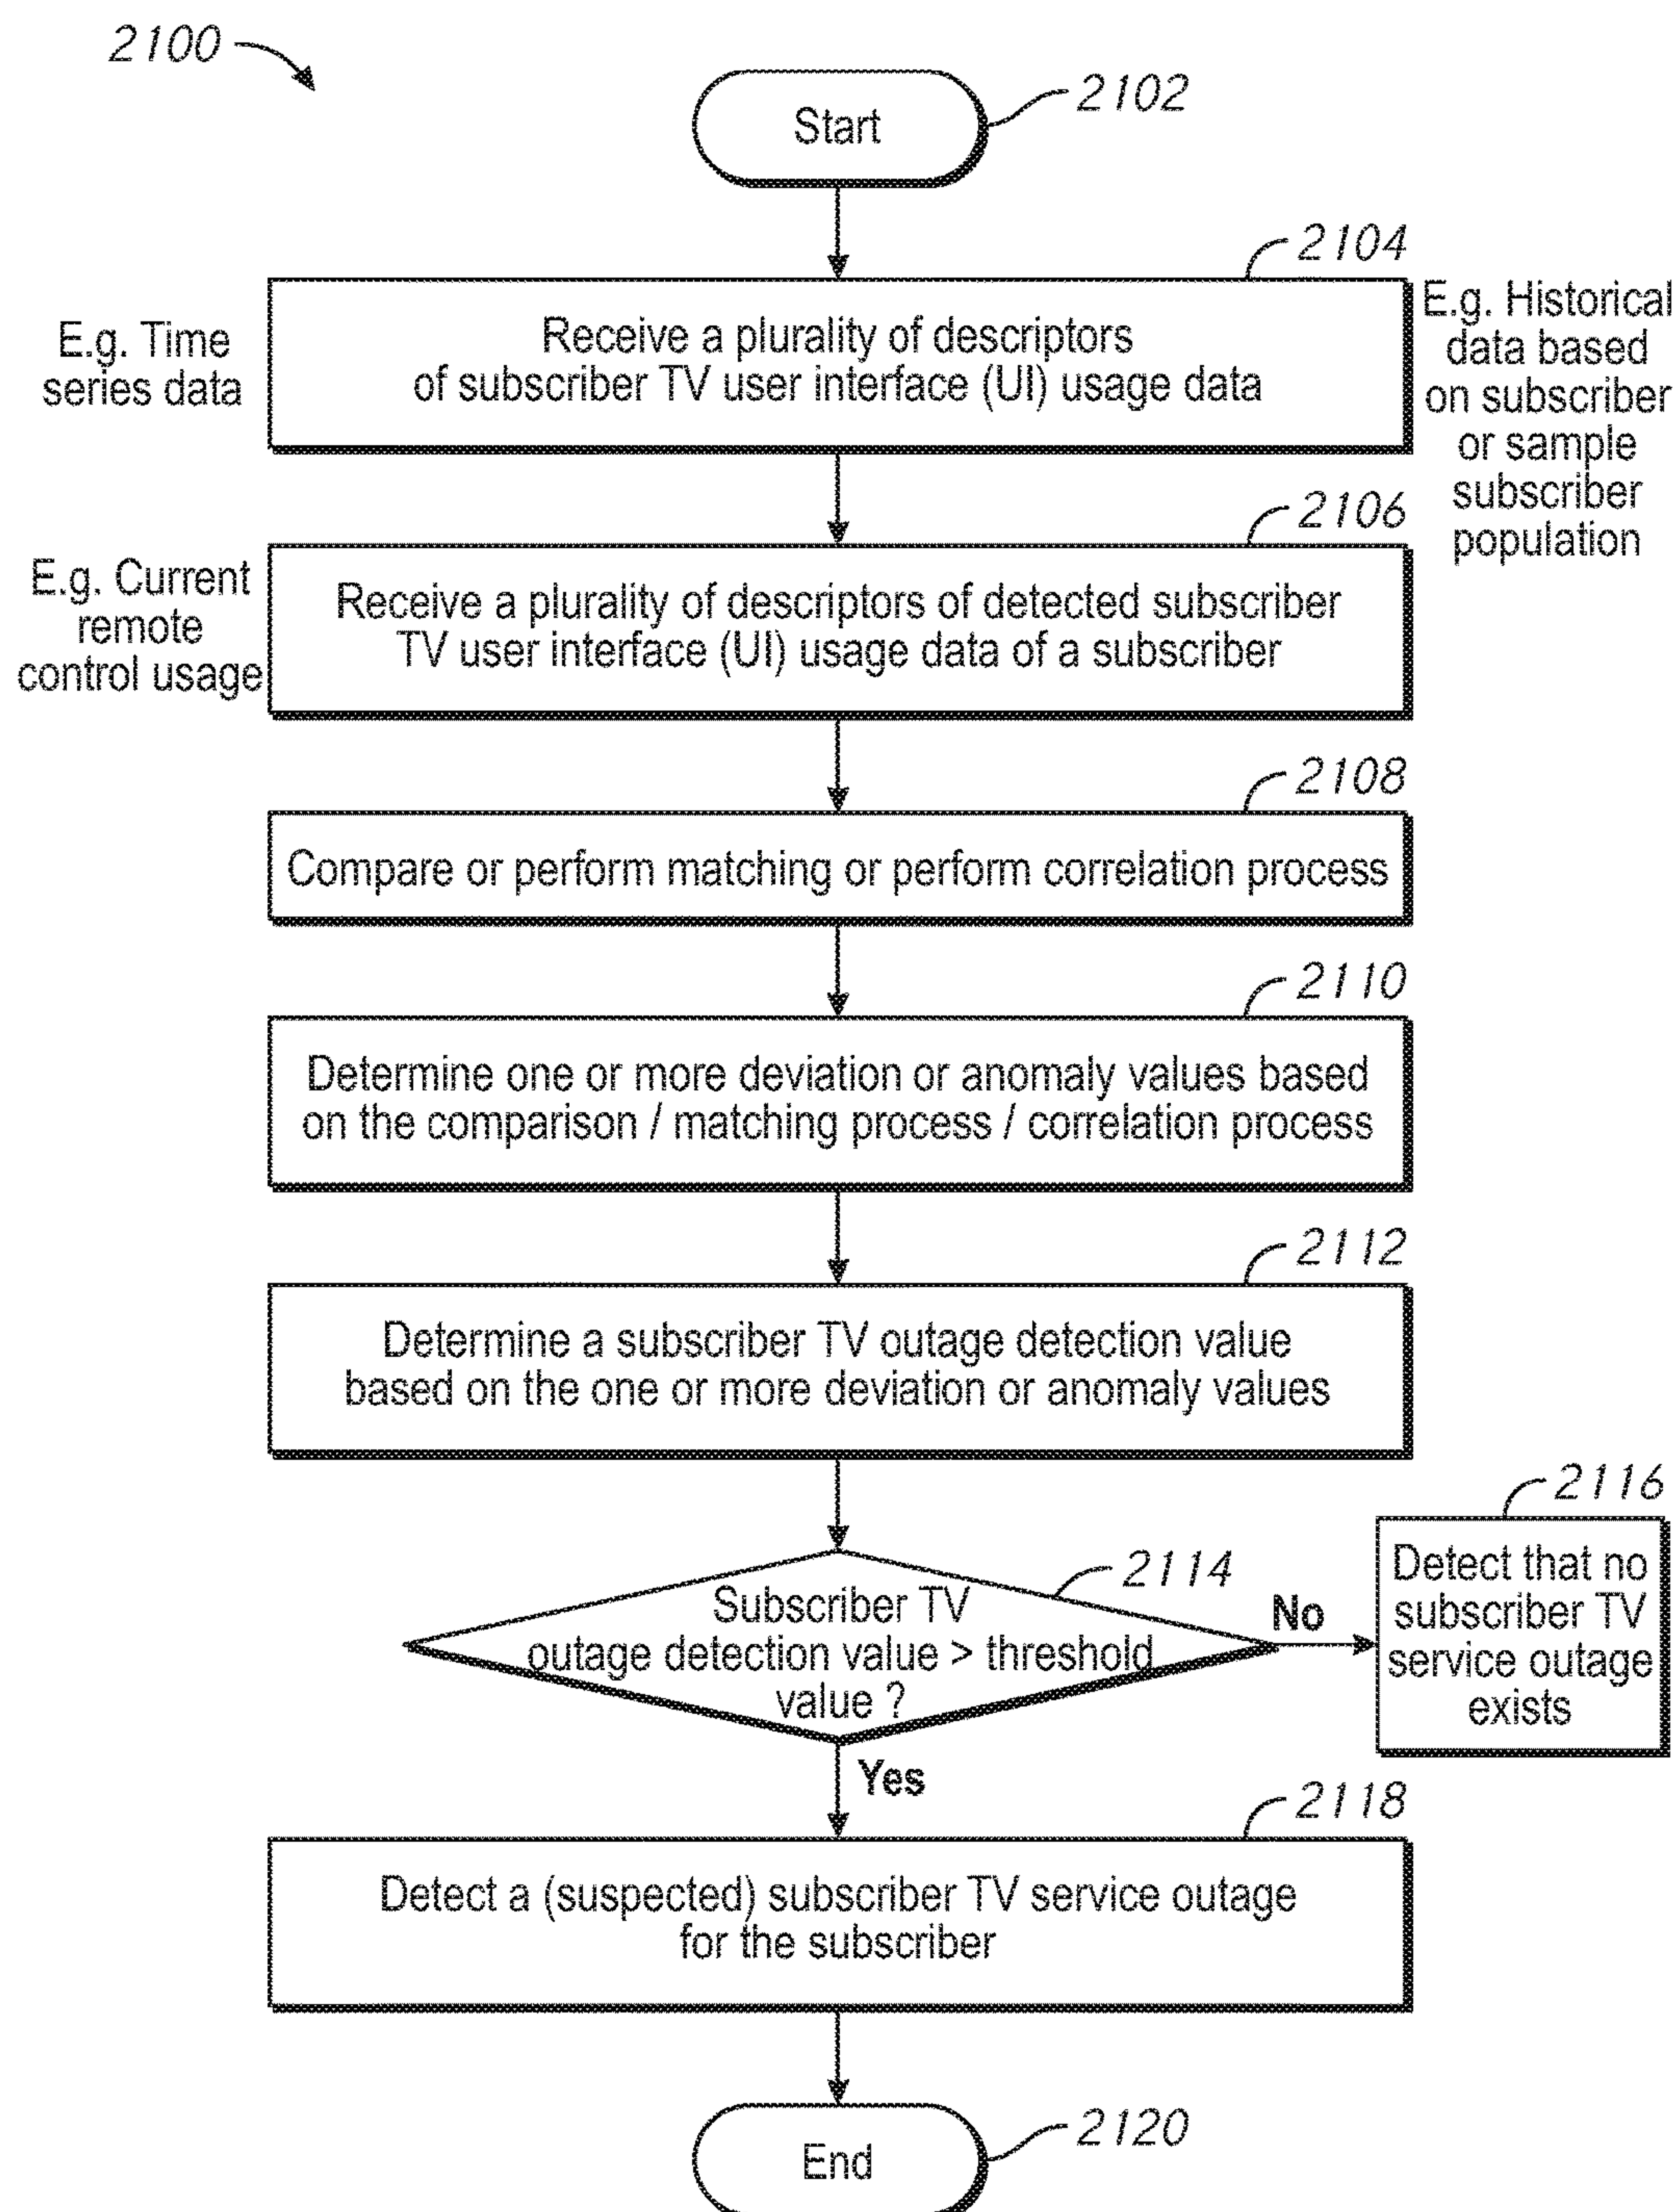 2100
Start
2102
2104
E.g. Time
series data
Receive a plurality of descriptors
of subscriber TV user interface (UI) usage data
E.g. Historical
data based
on subscriber
or sample
subscriber
population
2106
E.g. Current
remote
control usage
Receive a plurality of descriptors of detected subscriber
TV user interface (UI) usage data of a subscriber
2108
Compare or perform matching or perform correlation process
2110
Determine one or more deviation or anomaly values based
on the comparison / matching process / correlation process
2112
Determine a subscriber TV outage detection value
based on the one or more deviation or anomaly values
2114
Subscriber TV
outage detection value > threshold
value ?
No
2116
Detect that no
subscriber TV
service outage
exists
Yes
2118
Detect a (suspected) subscriber TV service outage
for the subscriber
End
2120